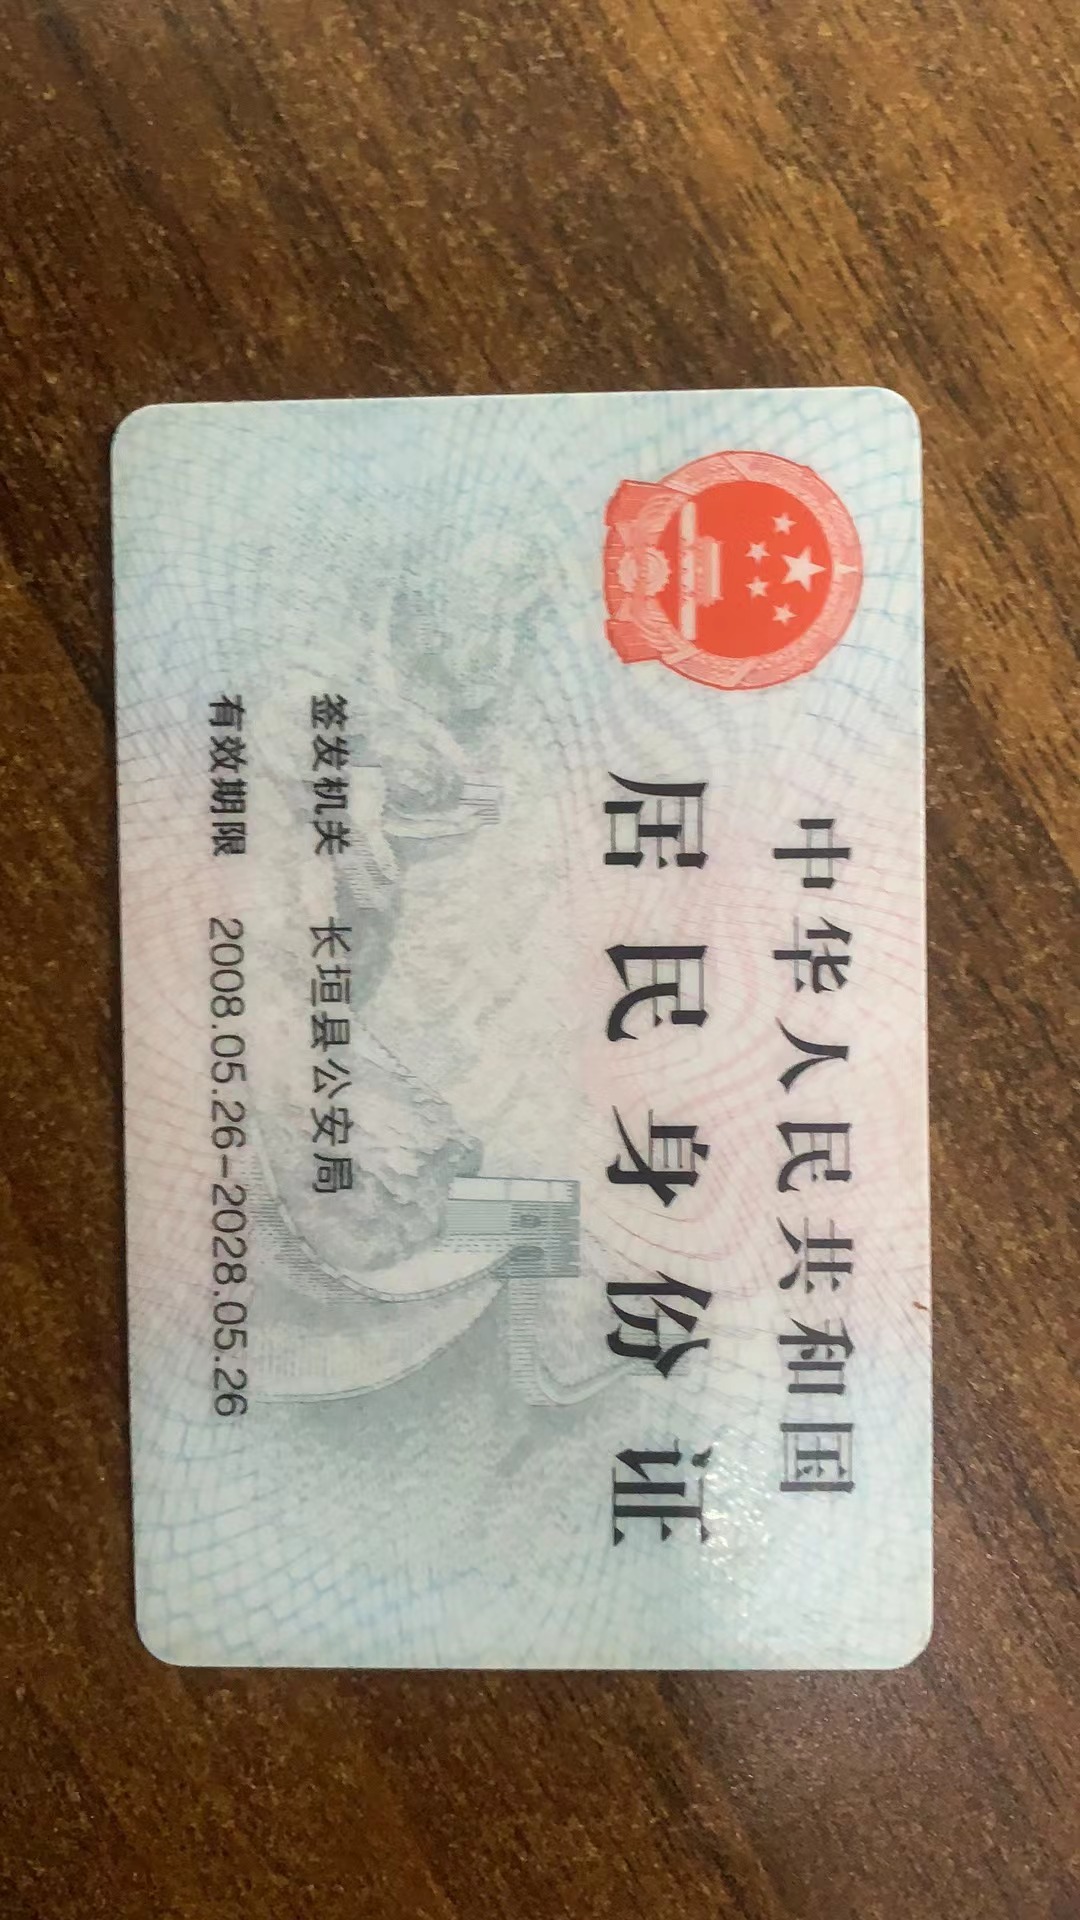 中华人民共和国
居民身份证
签发机关 长垣县公安局
有效期限 2008.05.26-2028.05.26